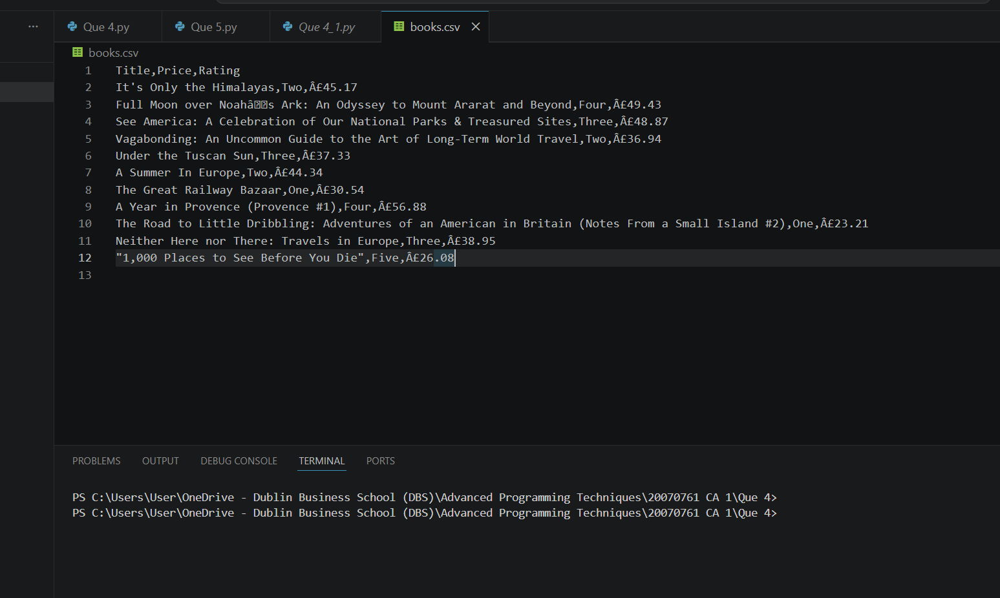 ...
Que 4.py
Que 5.py
Que 4_1.py
books.csv
books.csv
1 Title,Price,Rating
2 It's Only the Himalayas,Two,Â£45.17
3 Full Moon over Noahâs Ark: An Odyssey to Mount Ararat and Beyond,Four,Â£49.43
4 See America: A Celebration of Our National Parks & Treasured Sites,Three,Â£48.87
5 Vagabonding: An Uncommon Guide to the Art of Long-Term World Travel,Two,Â£36.94
6 Under the Tuscan Sun,Three,Â£37.33
7 A Summer In Europe,Two,Â£44.34
8 The Great Railway Bazaar,One,Â£30.54
9 A Year in Provence (Provence #1),Four,Â£56.88
10 The Road to Little Dribbling: Adventures of an American in Britain (Notes From a Small Island #2),One,Â£23.21
11 Neither Here nor There: Travels in Europe,Three,Â£38.95
12 "1,000 Places to See Before You Die",Five,Â£26.08
13
PROBLEMS OUTPUT DEBUG CONSOLE TERMINAL PORTS
PS C:\Users\User\OneDrive - Dublin Business School (DBS)\Advanced Programming Techniques\20070761 CA 1\Que 4>
PS C:\Users\User\OneDrive - Dublin Business School (DBS)\Advanced Programming Techniques\20070761 CA 1\Que 4>